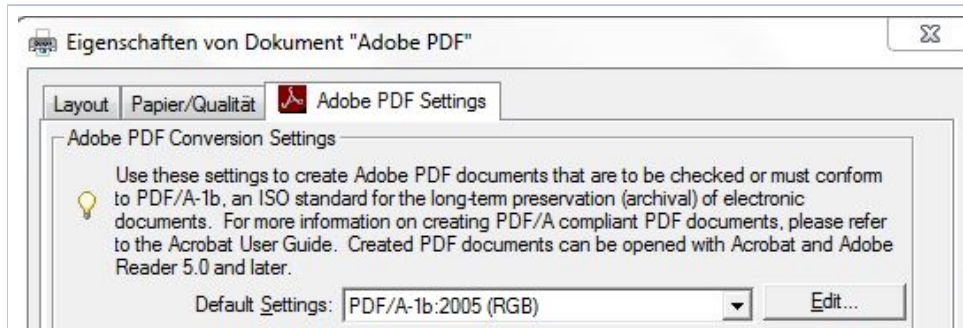 Eigenschaften von Dokument "Adobe PDF"
Layout Papier/Qualität Adobe PDF Settings
Adobe PDF Conversion Settings
Use these settings to create Adobe PDF documents that are to be checked or must conform
to PDF/A-1b, an ISO standard for the long-term preservation (archival) of electronic
documents. For more information on creating PDF/A compliant PDF documents, please refer
to the Acrobat User Guide. Created PDF documents can be opened with Acrobat and Adobe
Reader 5.0 and later.
Default Settings: PDF/A-1b:2005 (RGB) Edit...